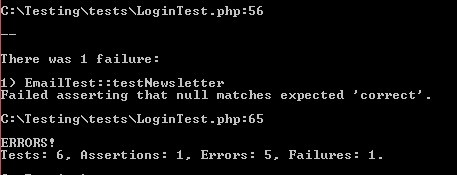 C:\Testing\tests\LoginTest.php:56
--
There was 1 failure:
1) EmailTest::testNewsletter
Failed asserting that null matches expected 'correct'.
C:\Testing\tests\LoginTest.php:65
ERRORS!
Tests: 6, Assertions: 1, Errors: 5, Failures: 1.